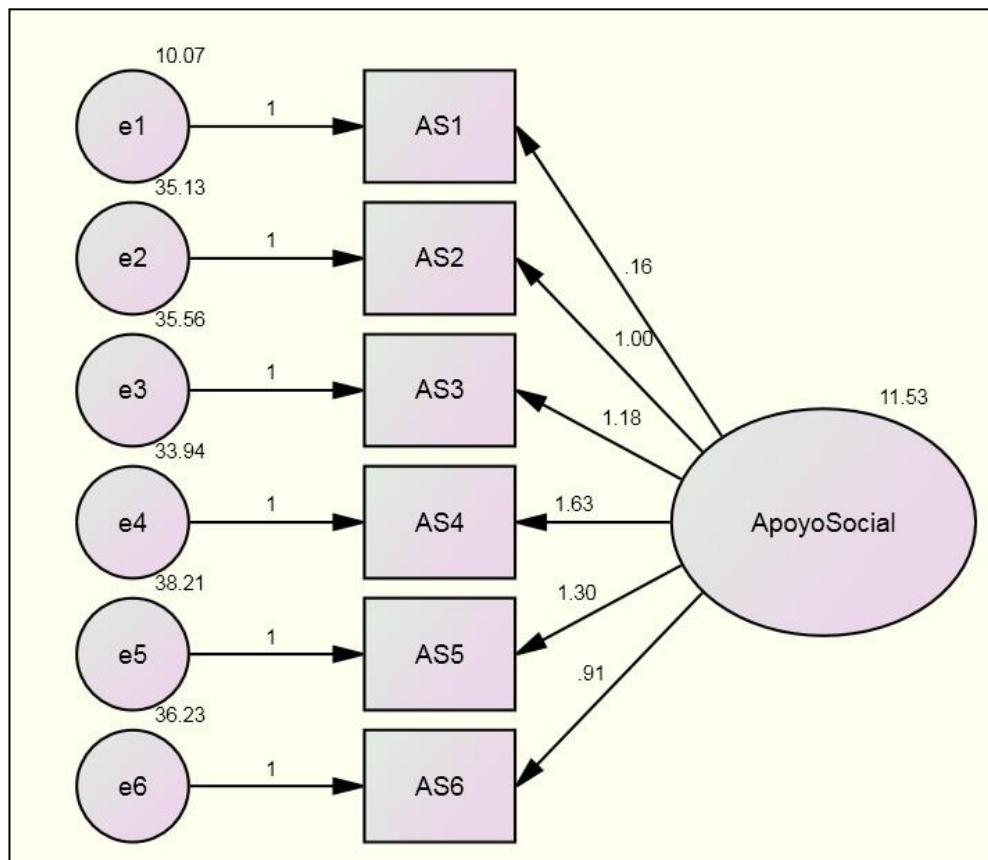 10.07
e1
1
AS1
35.13
e2
1
AS2
35.56
e3
1
AS3
33.94
e4
1
AS4
38.21
e5
1
AS5
36.23
e6
1
AS6
.16
1.00
1.18
1.63
1.30
.91
11.53
ApoyoSocial